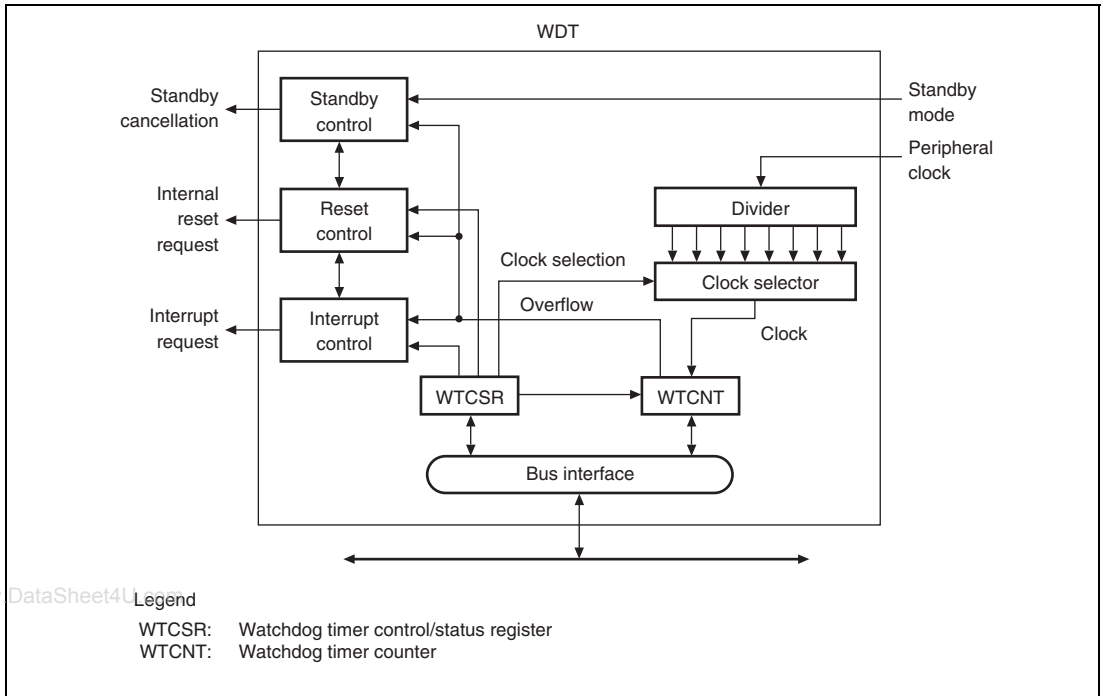 WDT
Standby
cancellation
Standby
control
Standby
mode
Peripheral
clock
Internal
reset
request
Reset
control
Divider
Clock selection
Clock selector
Overflow
Interrupt
request
Interrupt
control
Clock
WTCSR
WTCNT
Bus interface
DataSheet4U.com
Legend
WTCSR: Watchdog timer control/status register
WTCNT: Watchdog timer counter